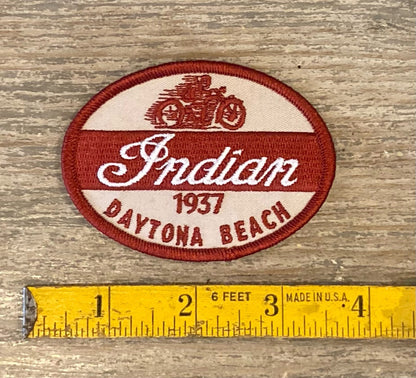 Indian
1937
DAYTONA BEACH
1 2 6 FEET 3 MADE IN U.S.A. 4